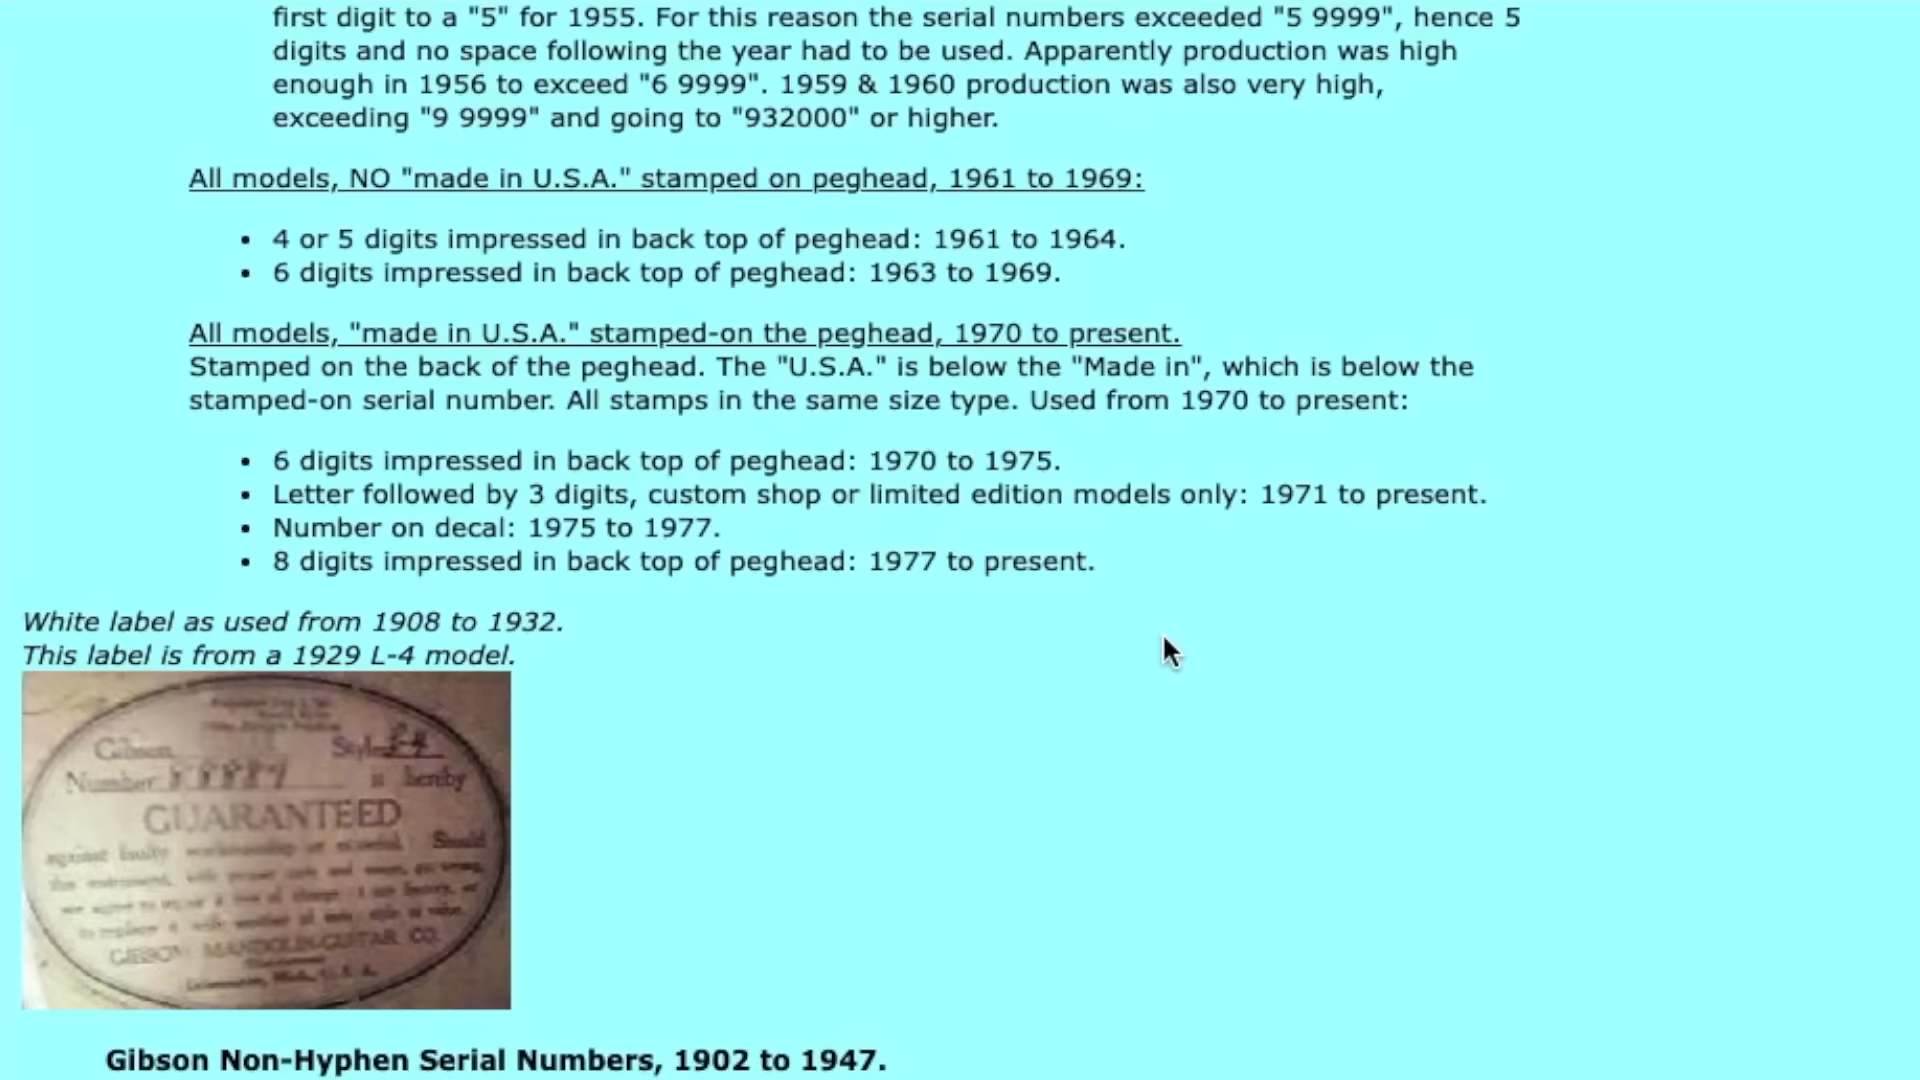 first digit to a "5" for 1955. For this reason the serial numbers exceeded "5 9999", hence 5
digits and no space following the year had to be used. Apparently production was high
enough in 1956 to exceed "6 9999". 1959 & 1960 production was also very high,
exceeding "9 9999" and going to "932000" or higher.
All models, NO "made in U.S.A." stamped on peghead, 1961 to 1969:
• 4 or 5 digits impressed in back top of peghead: 1961 to 1964.
• 6 digits impressed in back top of peghead: 1963 to 1969.
All models, "made in U.S.A." stamped-on the peghead, 1970 to present.
Stamped on the back of the peghead. The "U.S.A." is below the "Made in", which is below the
stamped-on serial number. All stamps in the same size type. Used from 1970 to present:
• 6 digits impressed in back top of peghead: 1970 to 1975.
• Letter followed by 3 digits, custom shop or limited edition models only: 1971 to present.
• Number on decal: 1975 to 1977.
• 8 digits impressed in back top of peghead: 1977 to present.
White label as used from 1908 to 1932.
This label is from a 1929 L-4 model.
Gibson Style L-4
Number is hereby
GUARANTEED
against faulty workmanship or material. Should
GIBSON MANDOLIN-GUITAR CO.
Gibson Non-Hyphen Serial Numbers, 1902 to 1947.